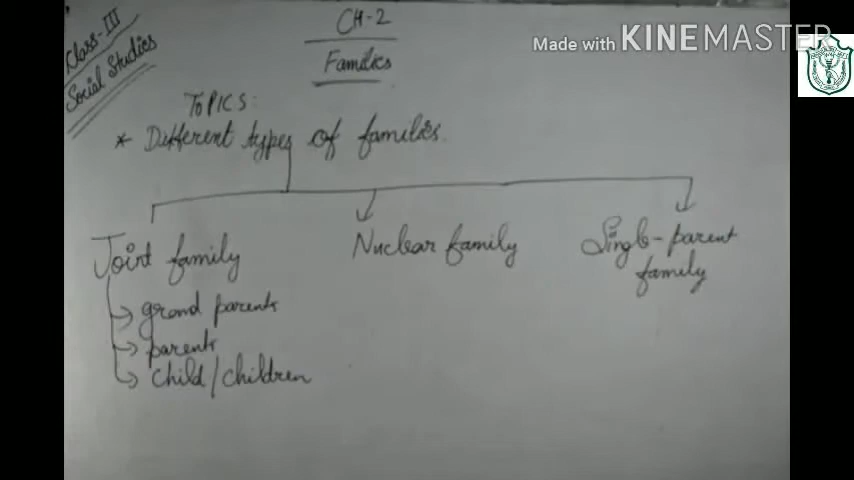 Class-III
Social Studies
CH-2
Families
Made with KINEMASTER
TOPICS:
* Different types of families.
Joint family
Nuclear family
Single-parent
family
→ grand parents
→ parents
→ child/children